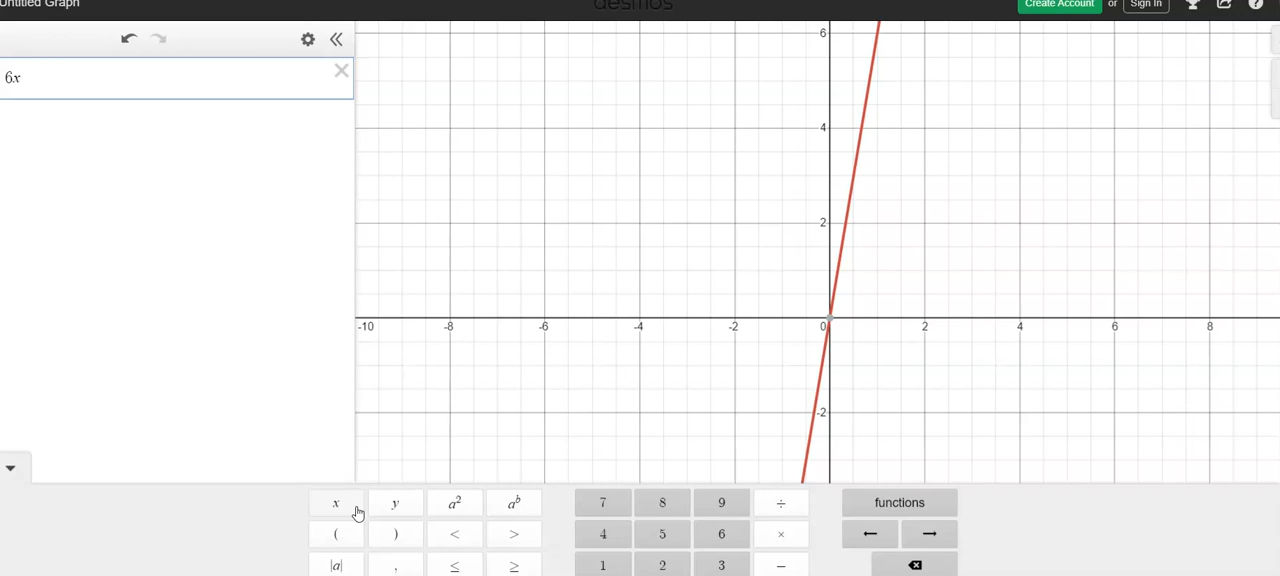 Untitled Graph
desmos
Create Account or Sign In
?
6x
6
4
2
-10 -8 -6 -4 -2 0 2 4 6 8
-2
x y a² aᵇ 7 8 9 ÷ functions
( ) < > 4 5 6 × ← →
|a| , ≤ ≥ 1 2 3 −